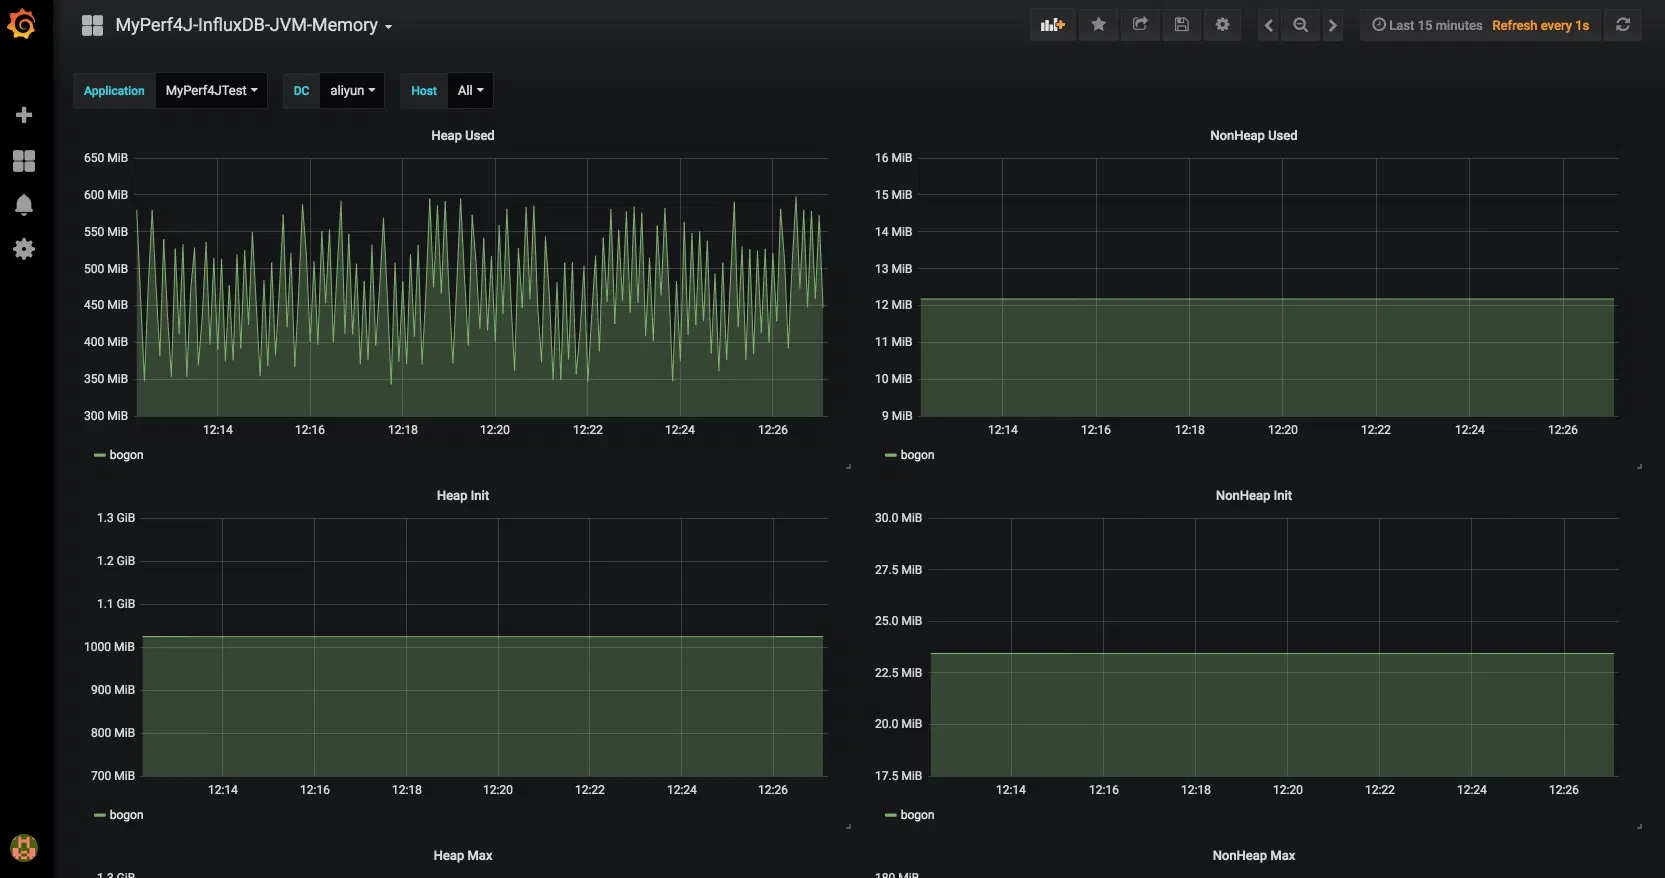 MyPerf4J-InfluxDB-JVM-Memory
Last 15 minutes Refresh every 1s
Application MyPerf4JTest DC aliyun Host All
Heap Used
650 MiB
600 MiB
550 MiB
500 MiB
450 MiB
400 MiB
350 MiB
300 MiB
12:14 12:16 12:18 12:20 12:22 12:24 12:26
bogon
NonHeap Used
16 MiB
15 MiB
14 MiB
13 MiB
12 MiB
11 MiB
10 MiB
9 MiB
12:14 12:16 12:18 12:20 12:22 12:24 12:26
bogon
Heap Init
1.3 GiB
1.2 GiB
1.1 GiB
1000 MiB
900 MiB
800 MiB
700 MiB
12:14 12:16 12:18 12:20 12:22 12:24 12:26
bogon
NonHeap Init
30.0 MiB
27.5 MiB
25.0 MiB
22.5 MiB
20.0 MiB
17.5 MiB
12:14 12:16 12:18 12:20 12:22 12:24 12:26
bogon
Heap Max
1.3 GiB
NonHeap Max